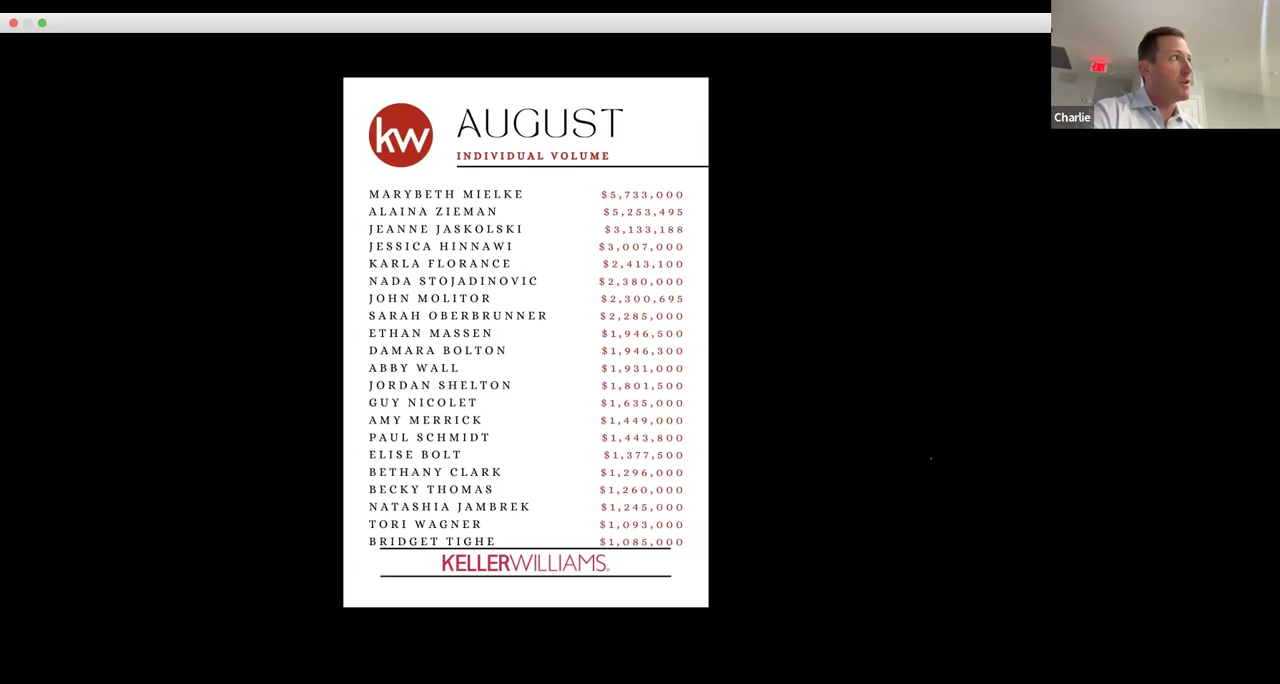 kw
AUGUST
INDIVIDUAL VOLUME
MARYBETH MIELKE $5,733,000
ALAINA ZIEMAN $5,253,495
JEANNE JASKOLSKI $3,133,188
JESSICA HINNAWI $3,007,000
KARLA FLORANCE $2,413,100
NADA STOJADINOVIC $2,380,000
JOHN MOLITOR $2,300,695
SARAH OBERBRUNNER $2,285,000
ETHAN MASSEN $1,946,500
DAMARA BOLTON $1,946,300
ABBY WALL $1,931,000
JORDAN SHELTON $1,801,500
GUY NICOLET $1,635,000
AMY MERRICK $1,449,000
PAUL SCHMIDT $1,443,800
ELISE BOLT $1,377,500
BETHANY CLARK $1,296,000
BECKY THOMAS $1,260,000
NATASHIA JAMBREK $1,245,000
TORI WAGNER $1,093,000
BRIDGET TIGHE $1,085,000
KELLERWILLIAMS
Charlie